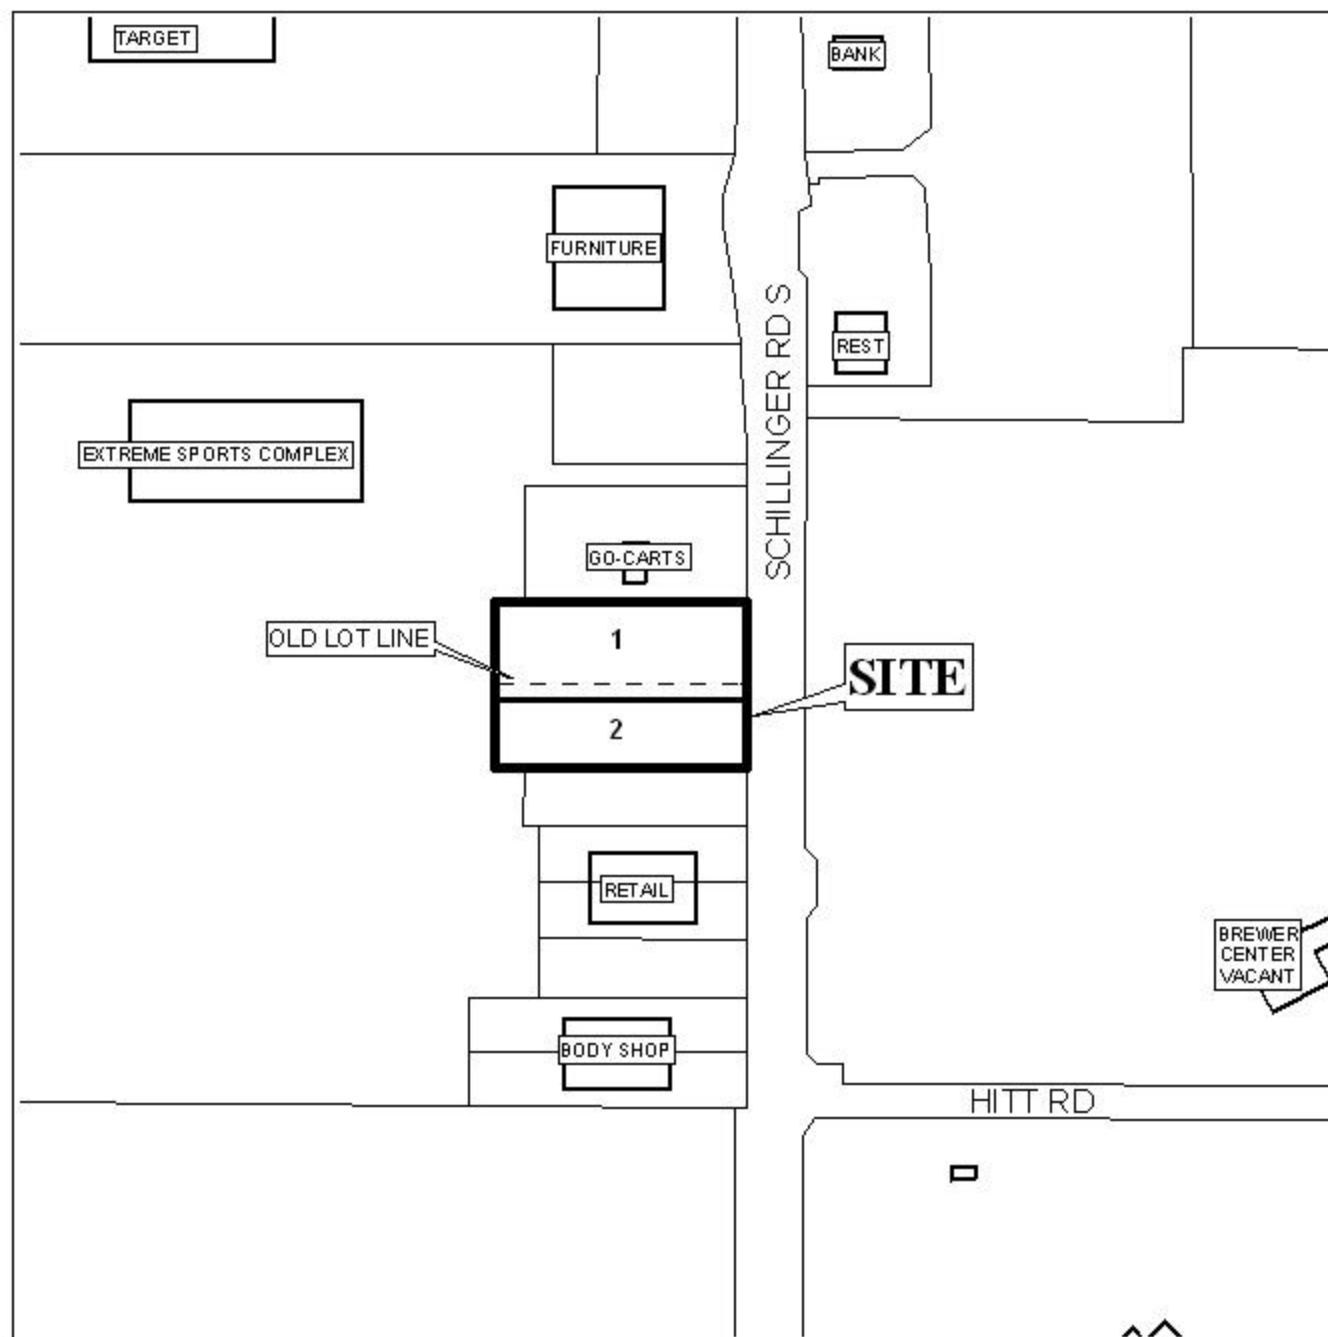 TARGET
BANK
FURNITURE
SCHILLINGER RD S
REST
EXTREME SPORTS COMPLEX
GO-CARTS
OLD LOT LINE
1
SITE
2
RETAIL
BREWER
CENTER
VACANT
BODY SHOP
HITT RD